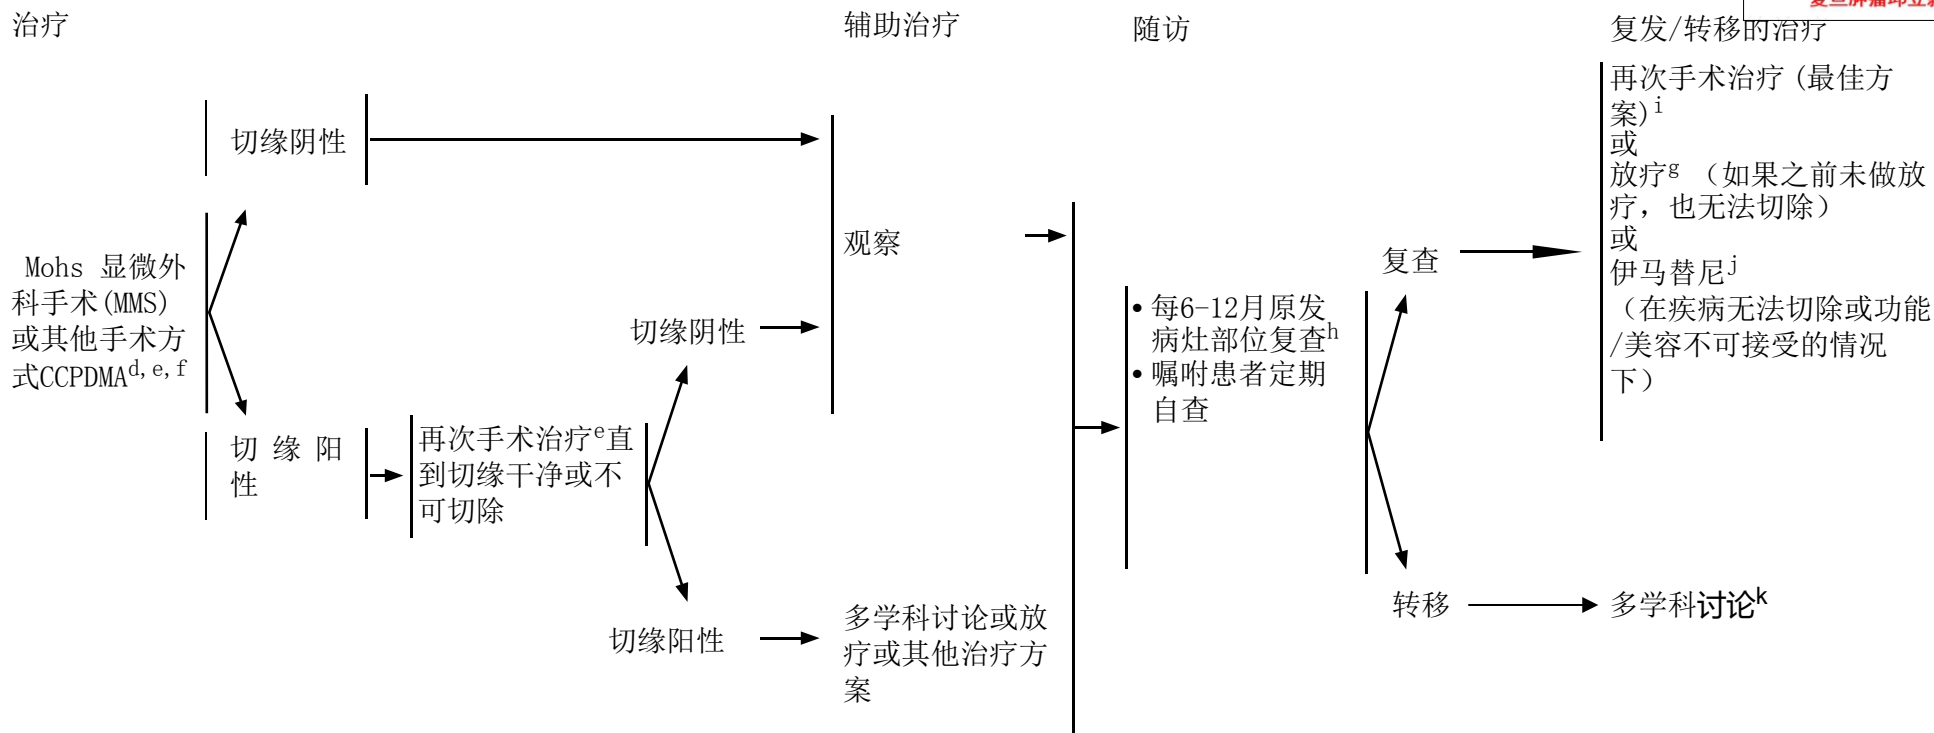 治疗
辅助治疗
随访
复发/转移的治疗
切缘阴性
Mohs 显微外
科手术(MMS)
或其他手术方
式CCPDMAd,e,f
切 缘 阳
性
再次手术治疗e直
到切缘干净或不
可切除
切缘阴性
切缘阳性
观察
多学科讨论或放
疗或其他治疗方
案
• 每6-12月原发
病灶部位复查h
• 嘱咐患者定期
自查
复查
转移
再次手术治疗 (最佳方
案)i
或
放疗g （如果之前未做放
疗，也无法切除）
或
伊马替尼j
（在疾病无法切除或功能
/美容不可接受的情况
下）
多学科讨论k